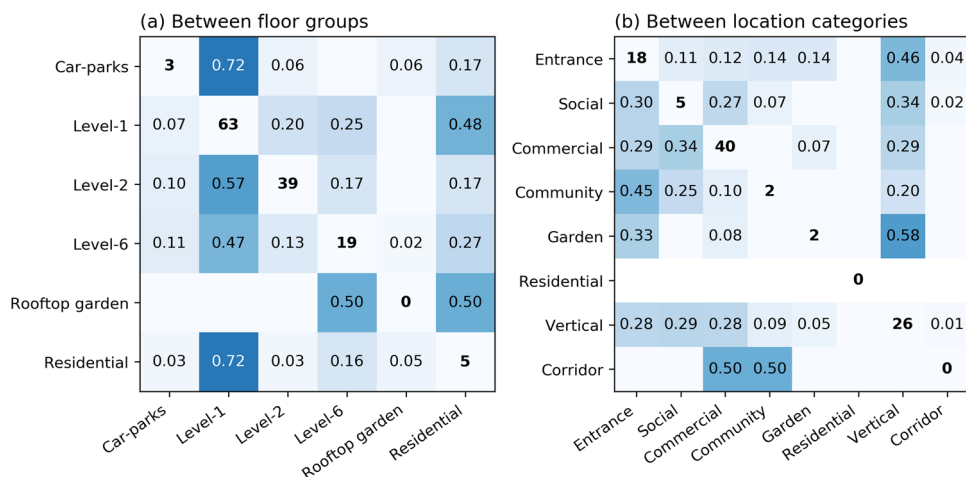 (a) Between floor groups
Car-parks 3 0.72 0.06 0.06 0.17
Level-1 0.07 63 0.20 0.25 0.48
Level-2 0.10 0.57 39 0.17 0.17
Level-6 0.11 0.47 0.13 19 0.02 0.27
Rooftop garden 0.50 0 0.50
Residential 0.03 0.72 0.03 0.16 0.05 5
Car-parks Level-1 Level-2 Level-6 Rooftop garden Residential
(b) Between location categories
Entrance 18 0.11 0.12 0.14 0.14 0.46 0.04
Social 0.30 5 0.27 0.07 0.34 0.02
Commercial 0.29 0.34 40 0.07 0.29
Community 0.45 0.25 0.10 2 0.20
Garden 0.33 0.08 2 0.58
Residential 0
Vertical 0.28 0.29 0.28 0.09 0.05 26 0.01
Corridor 0.50 0.50 0
Entrance Social Commercial Community Garden Residential Vertical Corridor